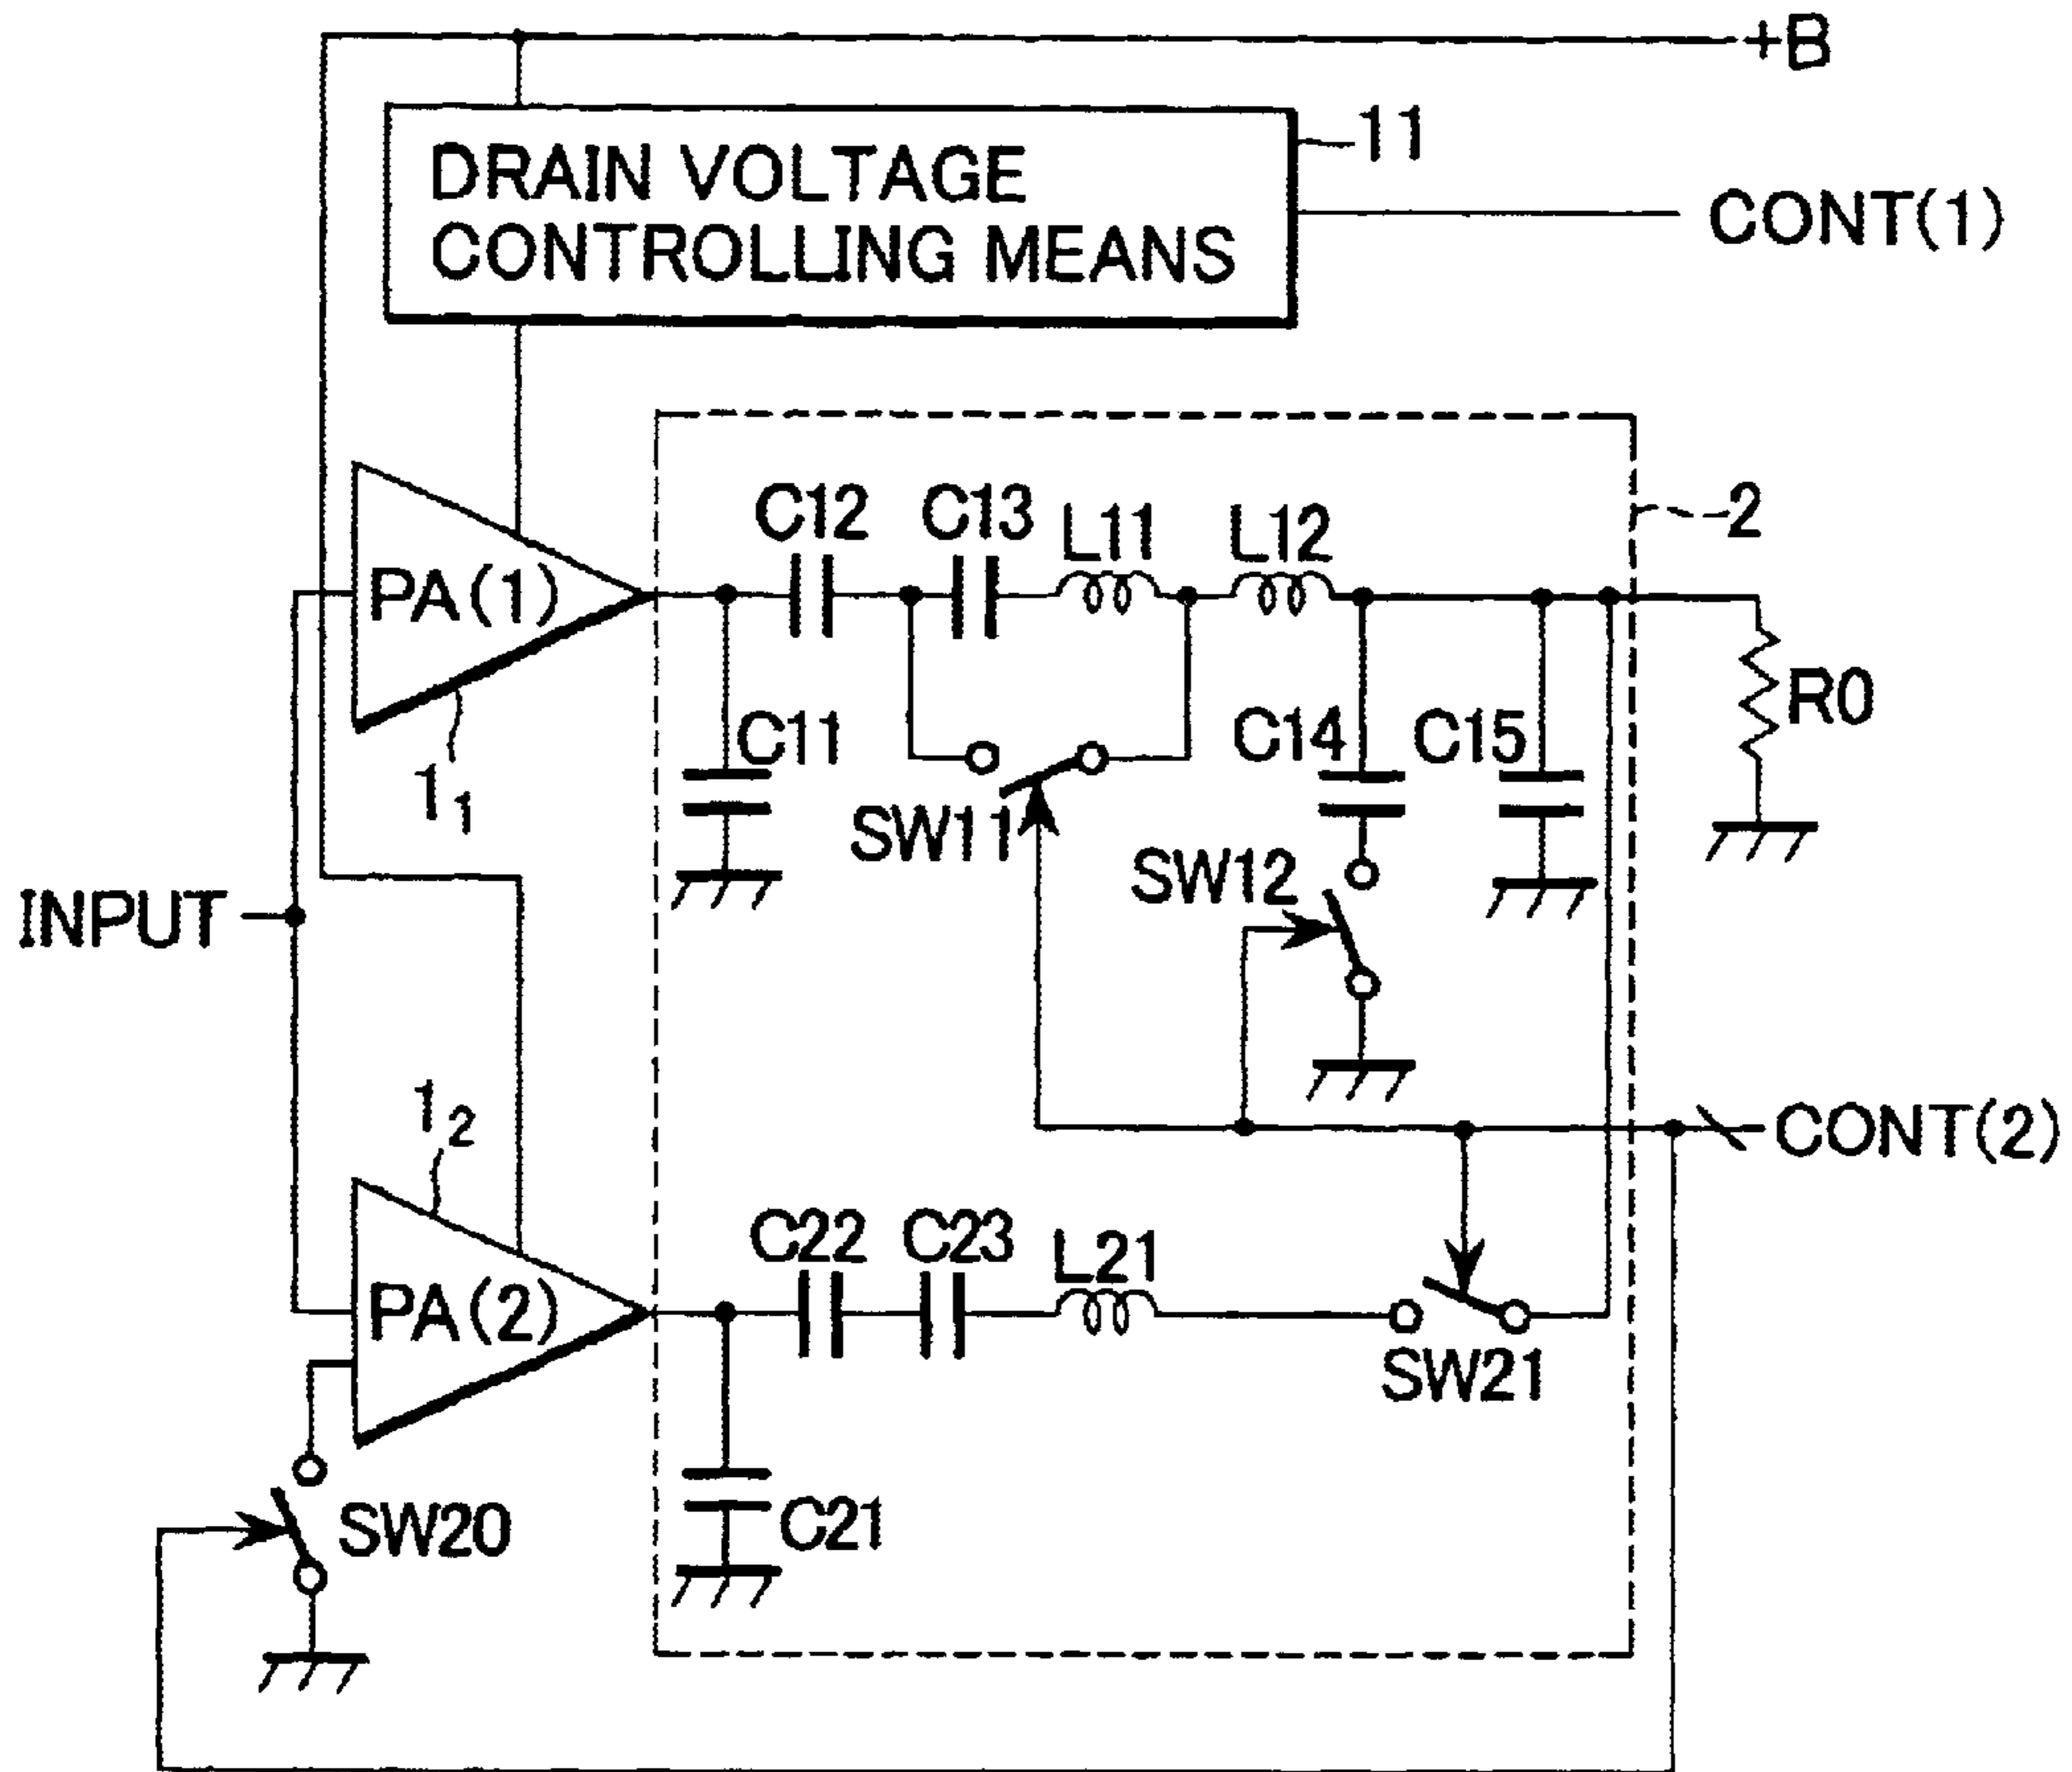 +B
11
DRAIN VOLTAGE
CONTROLLING MEANS
CONT(1)
2
C12
C13
L11
L12
PA(1)
R0
C11
C14
C15
1₁
SW11
SW12
INPUT
1₂
CONT(2)
C22
C23
L21
PA(2)
SW21
SW20
C21